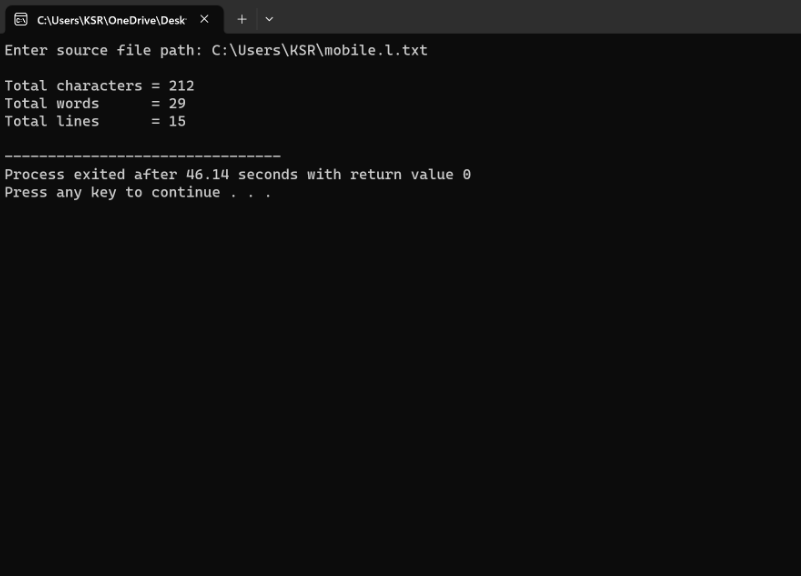 C:\Users\KSR\OneDrive\Desk
Enter source file path: C:\Users\KSR\mobile.l.txt
Total characters = 212
Total words      = 29
Total lines      = 15
--------------------------------
Process exited after 46.14 seconds with return value 0
Press any key to continue . . .